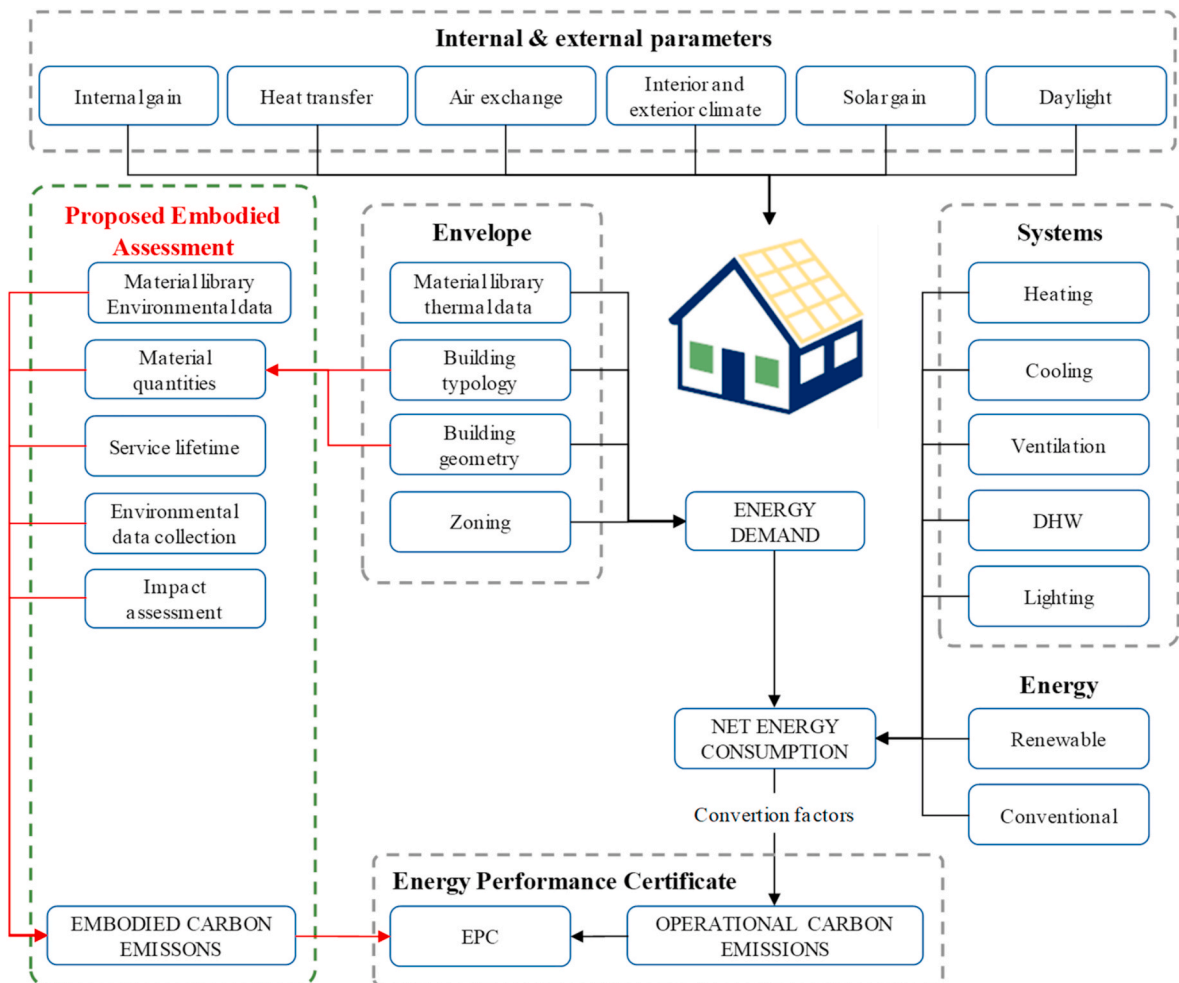 Internal & external parameters
Internal gain
Heat transfer
Air exchange
Interior and
exterior climate
Solar gain
Daylight
Proposed Embodied
Assessment
Material library
Environmental data
Material
quantities
Service lifetime
Environmental
data collection
Impact
assessment
EMBODIED CARBON
EMISSONS
Envelope
Material library
thermal data
Building
typology
Building
geometry
Zoning
ENERGY
DEMAND
NET ENERGY
CONSUMPTION
Convertion factors
Systems
Heating
Cooling
Ventilation
DHW
Lighting
Energy
Renewable
Conventional
Energy Performance Certificate
EPC
OPERATIONAL CARBON
EMISSIONS